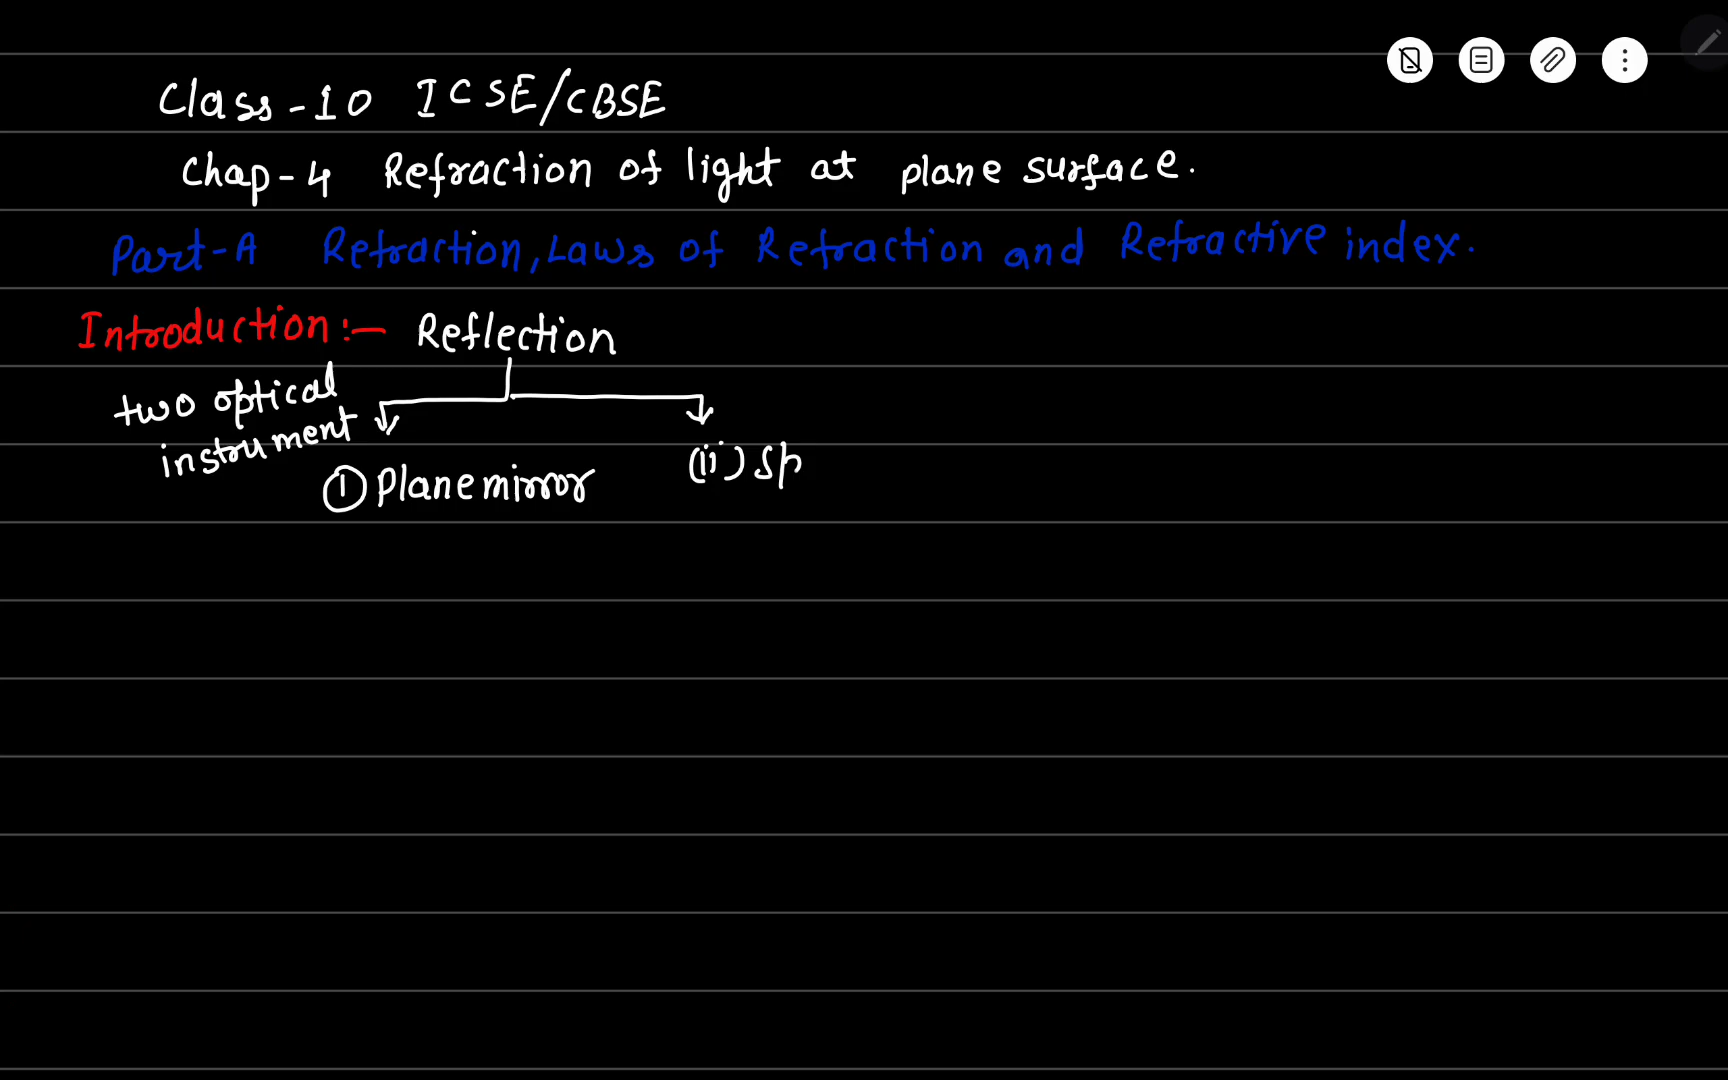 Class-10 ICSE/CBSE
Chap-4 Refraction of light at plane surface.
Part-A Refraction, Laws of Refraction and Refractive index.
Introduction:- Reflection
two optical
instrument
① Plane mirror
(ii) Sp